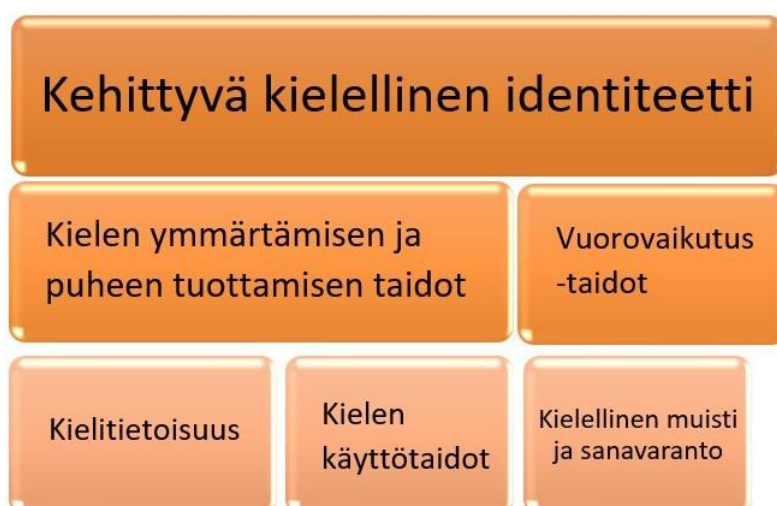 Kehittyvä kielellinen identiteetti
Kielen ymmärtämisen ja
puheen tuottamisen taidot
Vuorovaikutus
-taidot
Kielitietoisuus
Kielen
käyttötaidot
Kielellinen muisti
ja sanavaranto